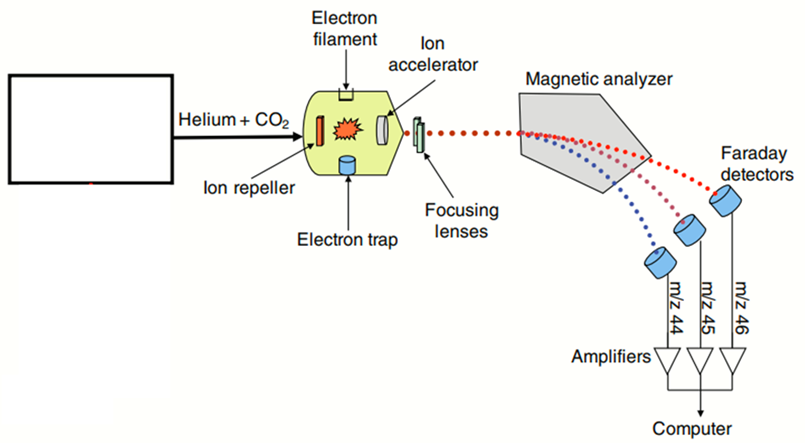 Electron
filament
Ion
accelerator
Magnetic analyzer
Helium + CO₂
Faraday
detectors
Ion repeller
Focusing
lenses
Electron trap
m/z 44
m/z 45
m/z 46
Amplifiers
Computer